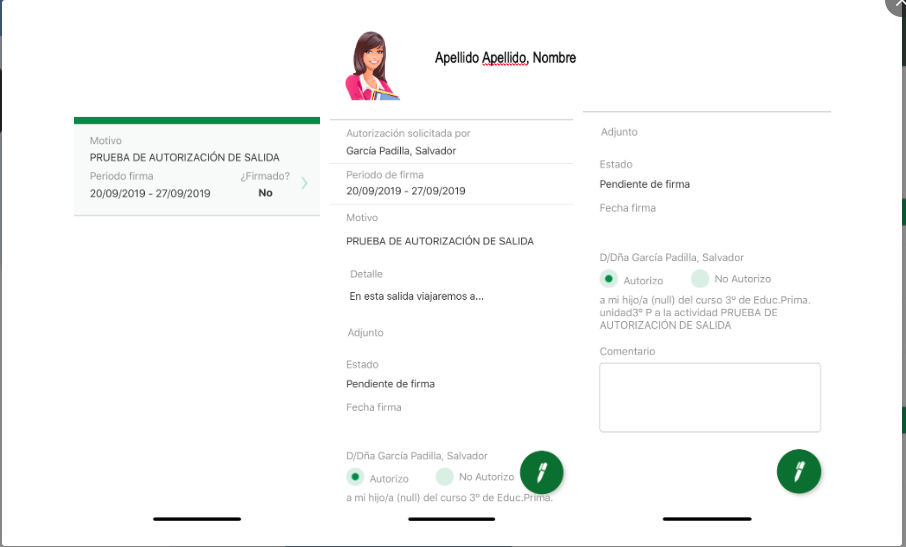 Apellido Apellido, Nombre
Motivo
PRUEBA DE AUTORIZACIÓN DE SALIDA
Periodo firma ¿Firmado?
20/09/2019 - 27/09/2019 No
Autorización solicitada por
García Padilla, Salvador
Periodo de firma
20/09/2019 - 27/09/2019
Motivo
PRUEBA DE AUTORIZACIÓN DE SALIDA
Detalle
En esta salida viajaremos a...
Adjunto
Estado
Pendiente de firma
Fecha firma
D/Dña García Padilla, Salvador
Autorizo No Autorizo
a mi hijo/a (null) del curso 3º de Educ.Prima.
Adjunto
Estado
Pendiente de firma
Fecha firma
D/Dña García Padilla, Salvador
Autorizo No Autorizo
a mi hijo/a (null) del curso 3º de Educ.Prima.
unidad3º P a la actividad PRUEBA DE
AUTORIZACIÓN DE SALIDA
Comentario